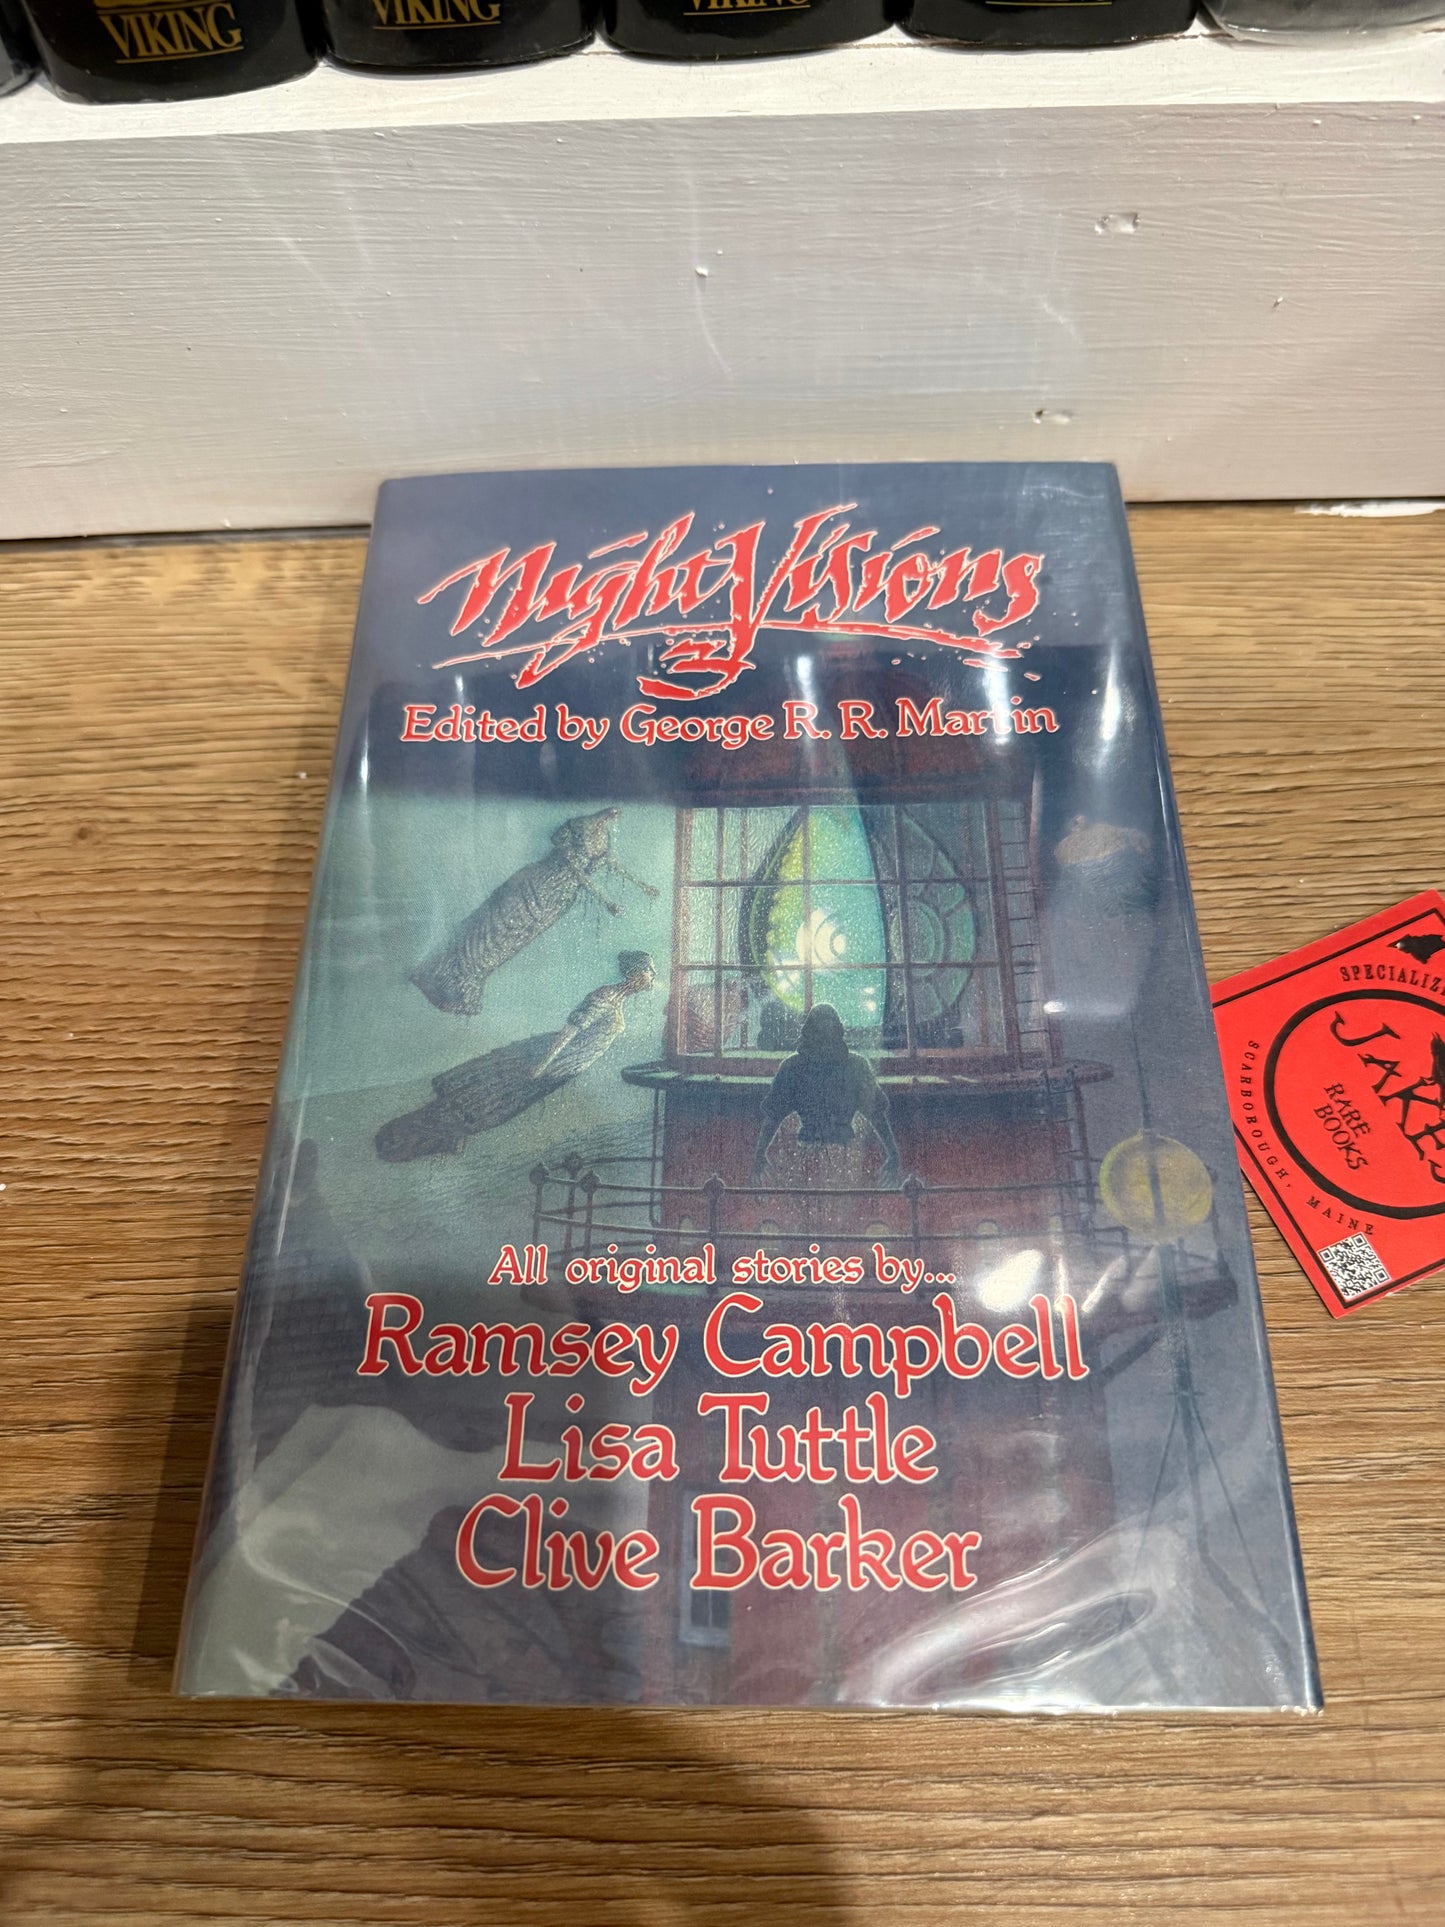 VIKING
VIKING
VIKING
Night Visions
3
Edited by George R. R. Martin
All original stories by...
Ramsey Campbell
Lisa Tuttle
Clive Barker
JAKE
RARE
BOOKS
SCARBOROUGH, MAINE